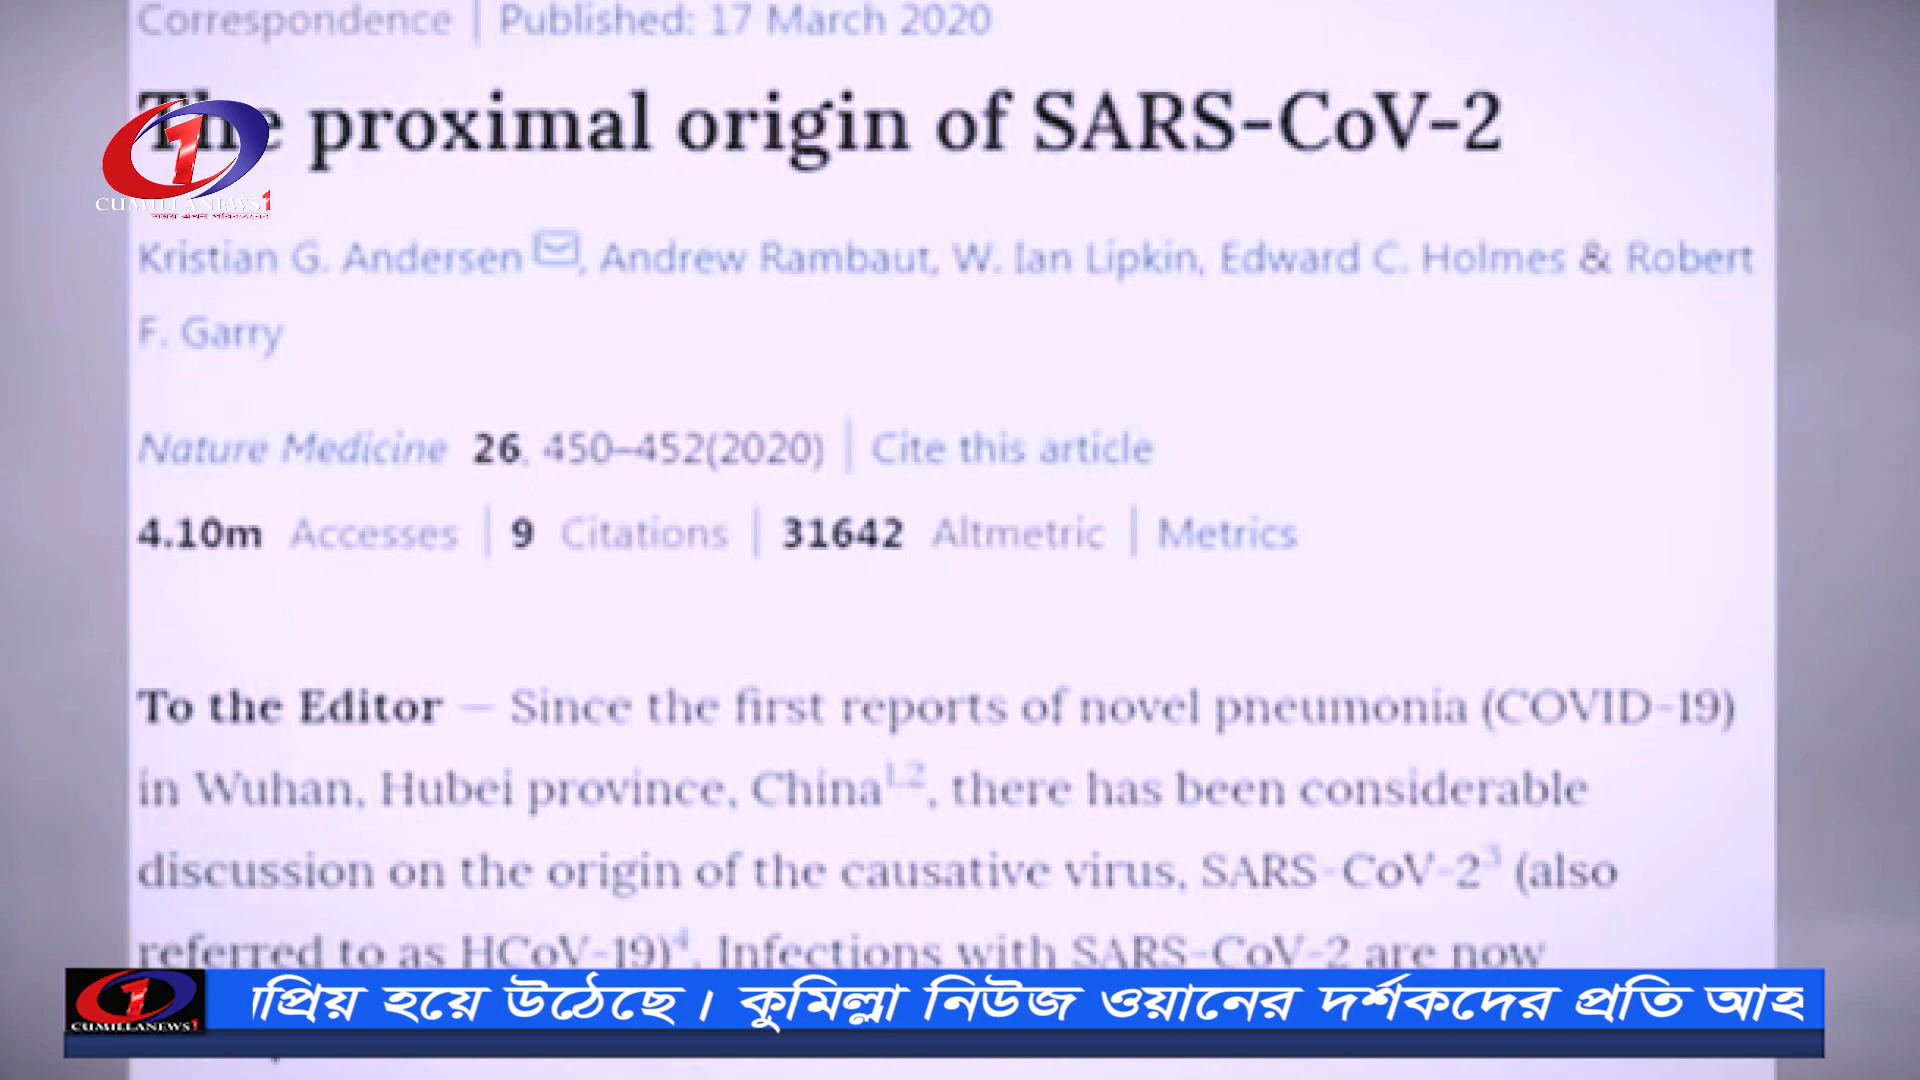 Correspondence | Published: 17 March 2020
The proximal origin of SARS-CoV-2
CUMILLANEWS1
Kristian G. Andersen, Andrew Rambaut, W. Ian Lipkin, Edward C. Holmes & Robert
F. Garry
Nature Medicine 26, 450–452(2020) | Cite this article
4.10m Accesses | 9 Citations | 31642 Altmetric | Metrics
To the Editor — Since the first reports of novel pneumonia (COVID-19)
in Wuhan, Hubei province, China1,2, there has been considerable
discussion on the origin of the causative virus, SARS-CoV-23 (also
referred to as HCoV-19)4. Infections with SARS-CoV-2 are now
CUMILLANEWS1
াপ্রিয় হয়ে উঠেছে। কুমিল্লা নিউজ ওয়ানের দর্শকদের প্রতি আহ